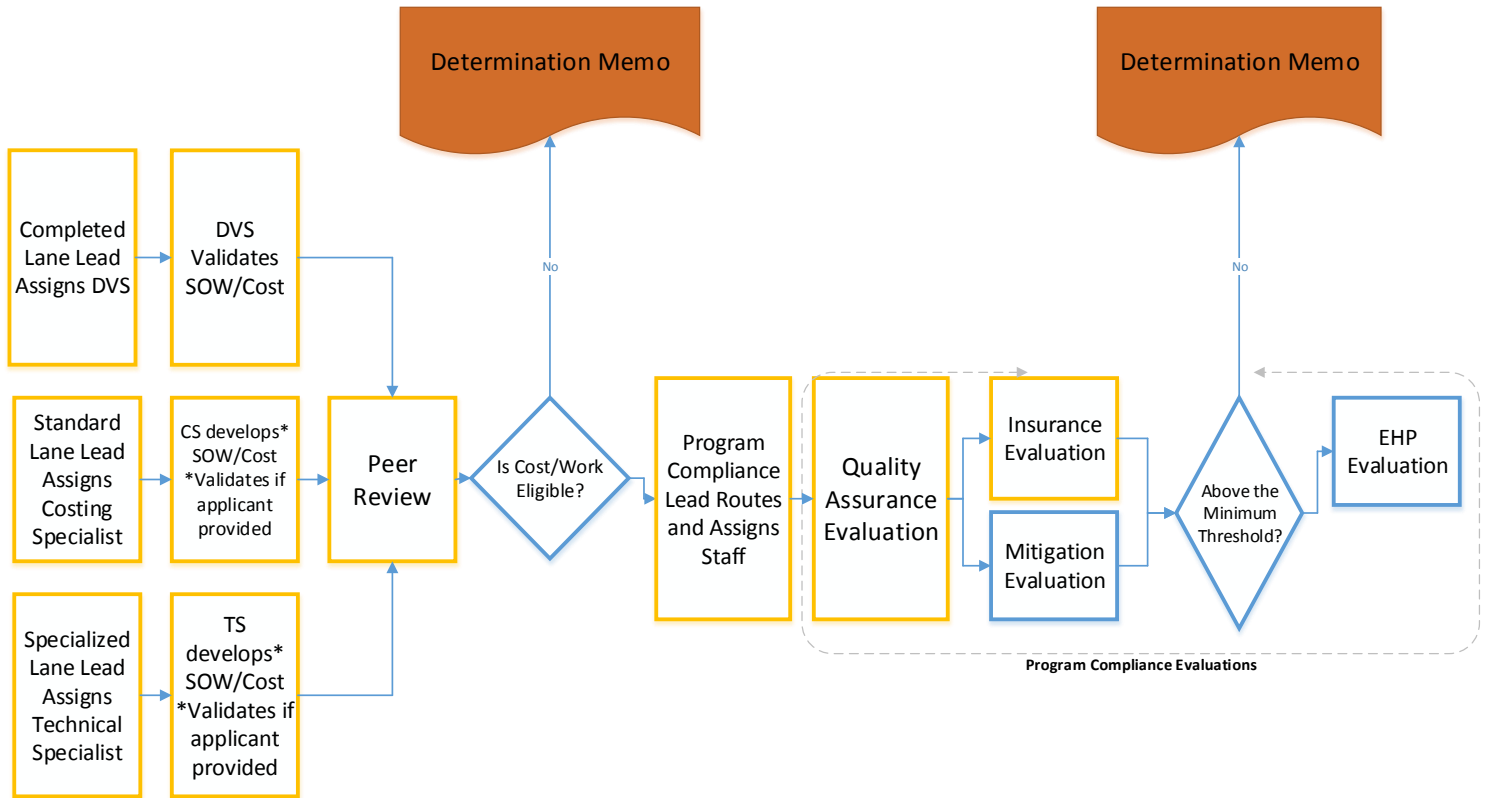 Determination Memo
Determination Memo
Completed
Lane Lead
Assigns DVS
DVS
Validates
SOW/Cost
No
No
Standard
Lane Lead
Assigns
Costing
Specialist
CS develops*
SOW/Cost
*Validates if
applicant
provided
Peer
Review
Is Cost/Work
Eligible?
Program
Compliance
Lead Routes
and Assigns
Staff
Quality
Assurance
Evaluation
Insurance
Evaluation
Mitigation
Evaluation
Above the
Minimum
Threshold?
EHP
Evaluation
Specialized
Lane Lead
Assigns
Technical
Specialist
TS
develops*
SOW/Cost
*Validates if
applicant
provided
Program Compliance Evaluations